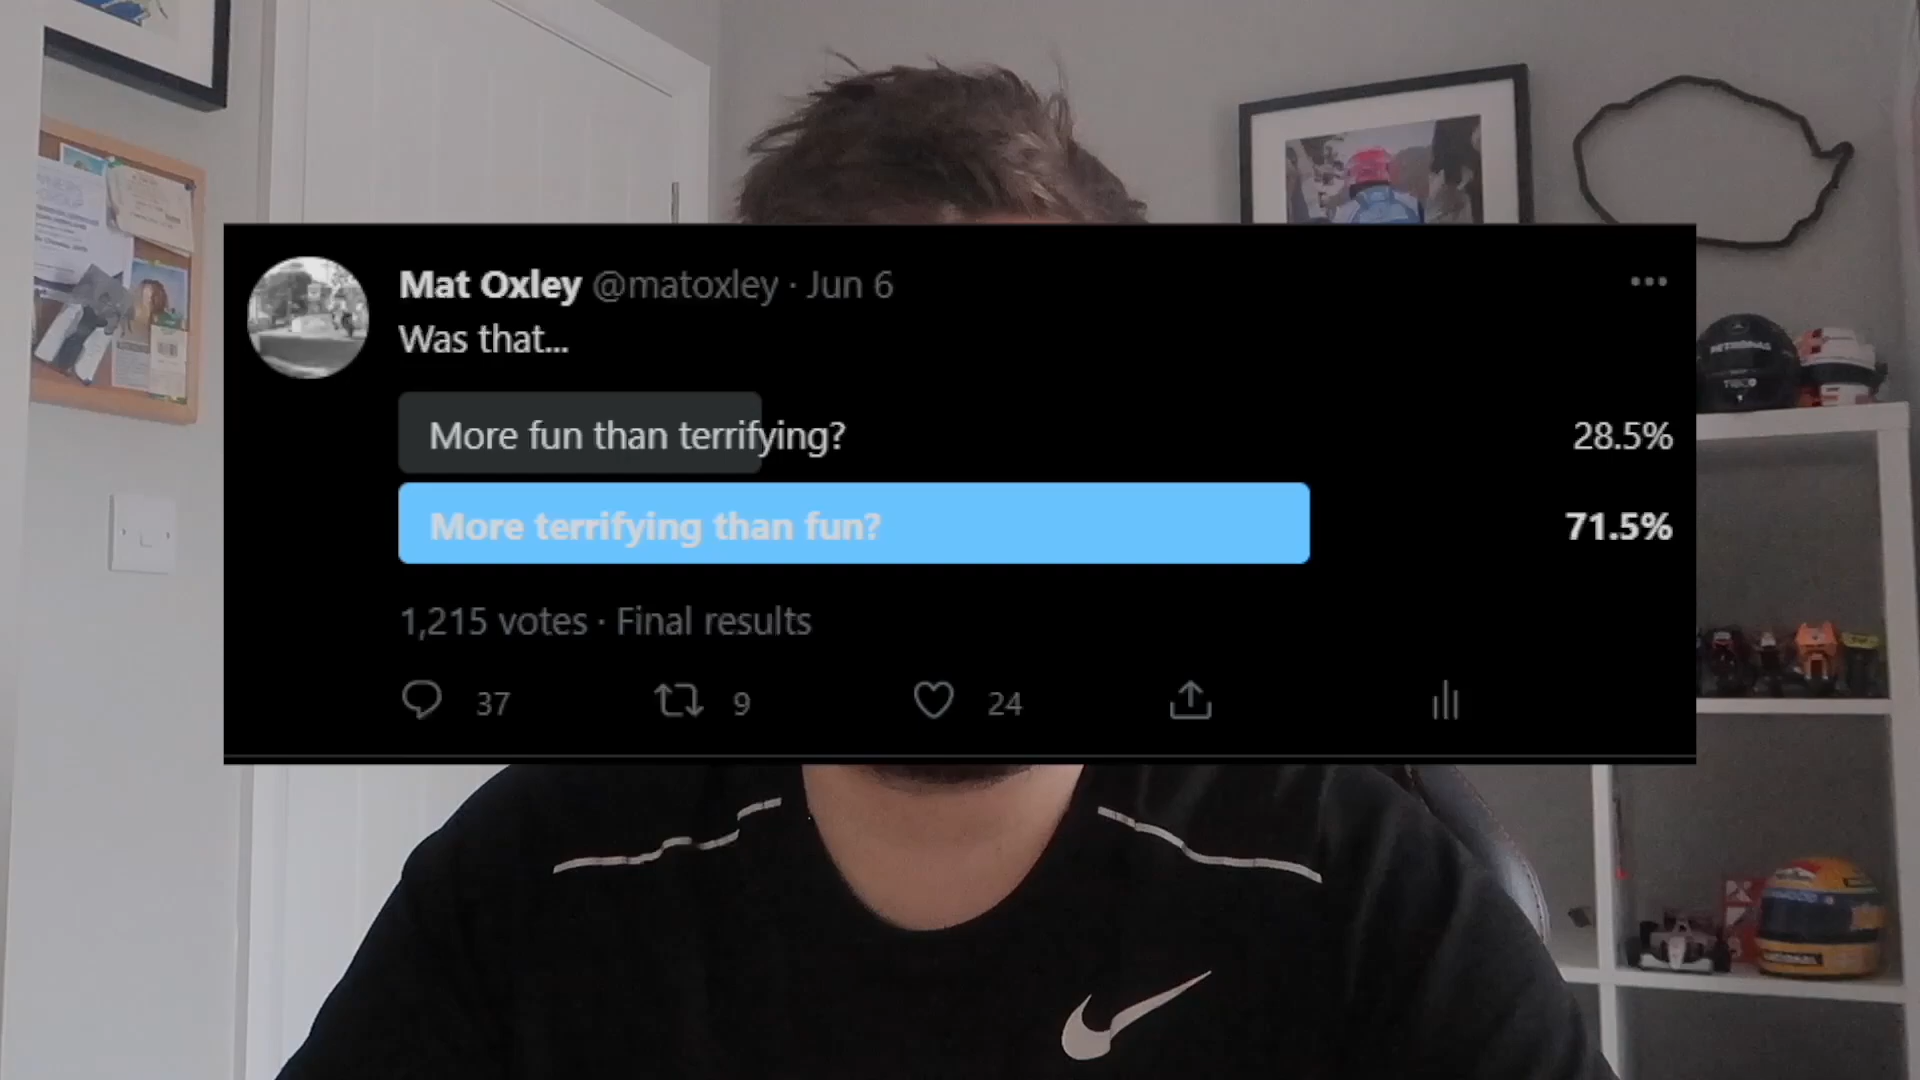 Mat Oxley @matoxley · Jun 6
Was that...
More fun than terrifying?
28.5%
More terrifying than fun?
71.5%
1,215 votes · Final results
37 9 24
PETRONAS